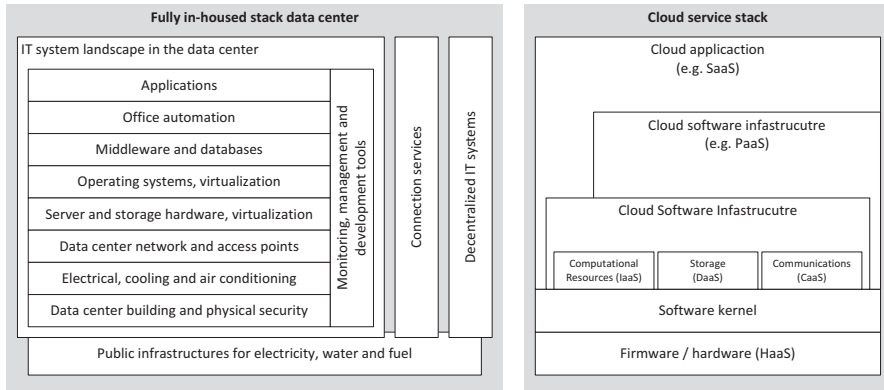 Fully in-housed stack data center
IT system landscape in the data center
Applications
Office automation
Middleware and databases
Operating systems, virtualization
Server and storage hardware, virtualization
Data center network and access points
Electrical, cooling and air conditioning
Data center building and physical security
Monitoring, management and
development tools
Connection services
Decentralized IT systems
Public infrastructures for electricity, water and fuel
Cloud service stack
Cloud applicaction
(e.g. SaaS)
Cloud software infastrucutre
(e.g. PaaS)
Cloud Software Infastrucutre
Computational
Resources (IaaS)
Storage
(DaaS)
Communications
(CaaS)
Software kernel
Firmware / hardware (HaaS)